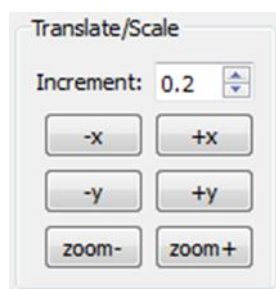 Translate/Scale
Increment: 0.2
-x +x
-y +y
zoom- zoom+